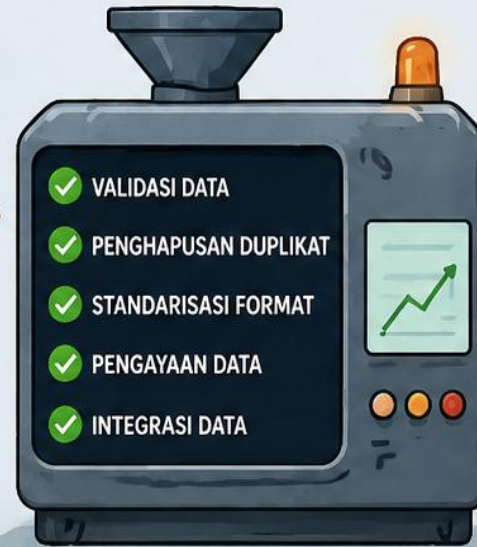 VALIDASI DATA
PENGHAPUSAN DUPLIKAT
STANDARISASI FORMAT
PENGAYAAN DATA
INTEGRASI DATA